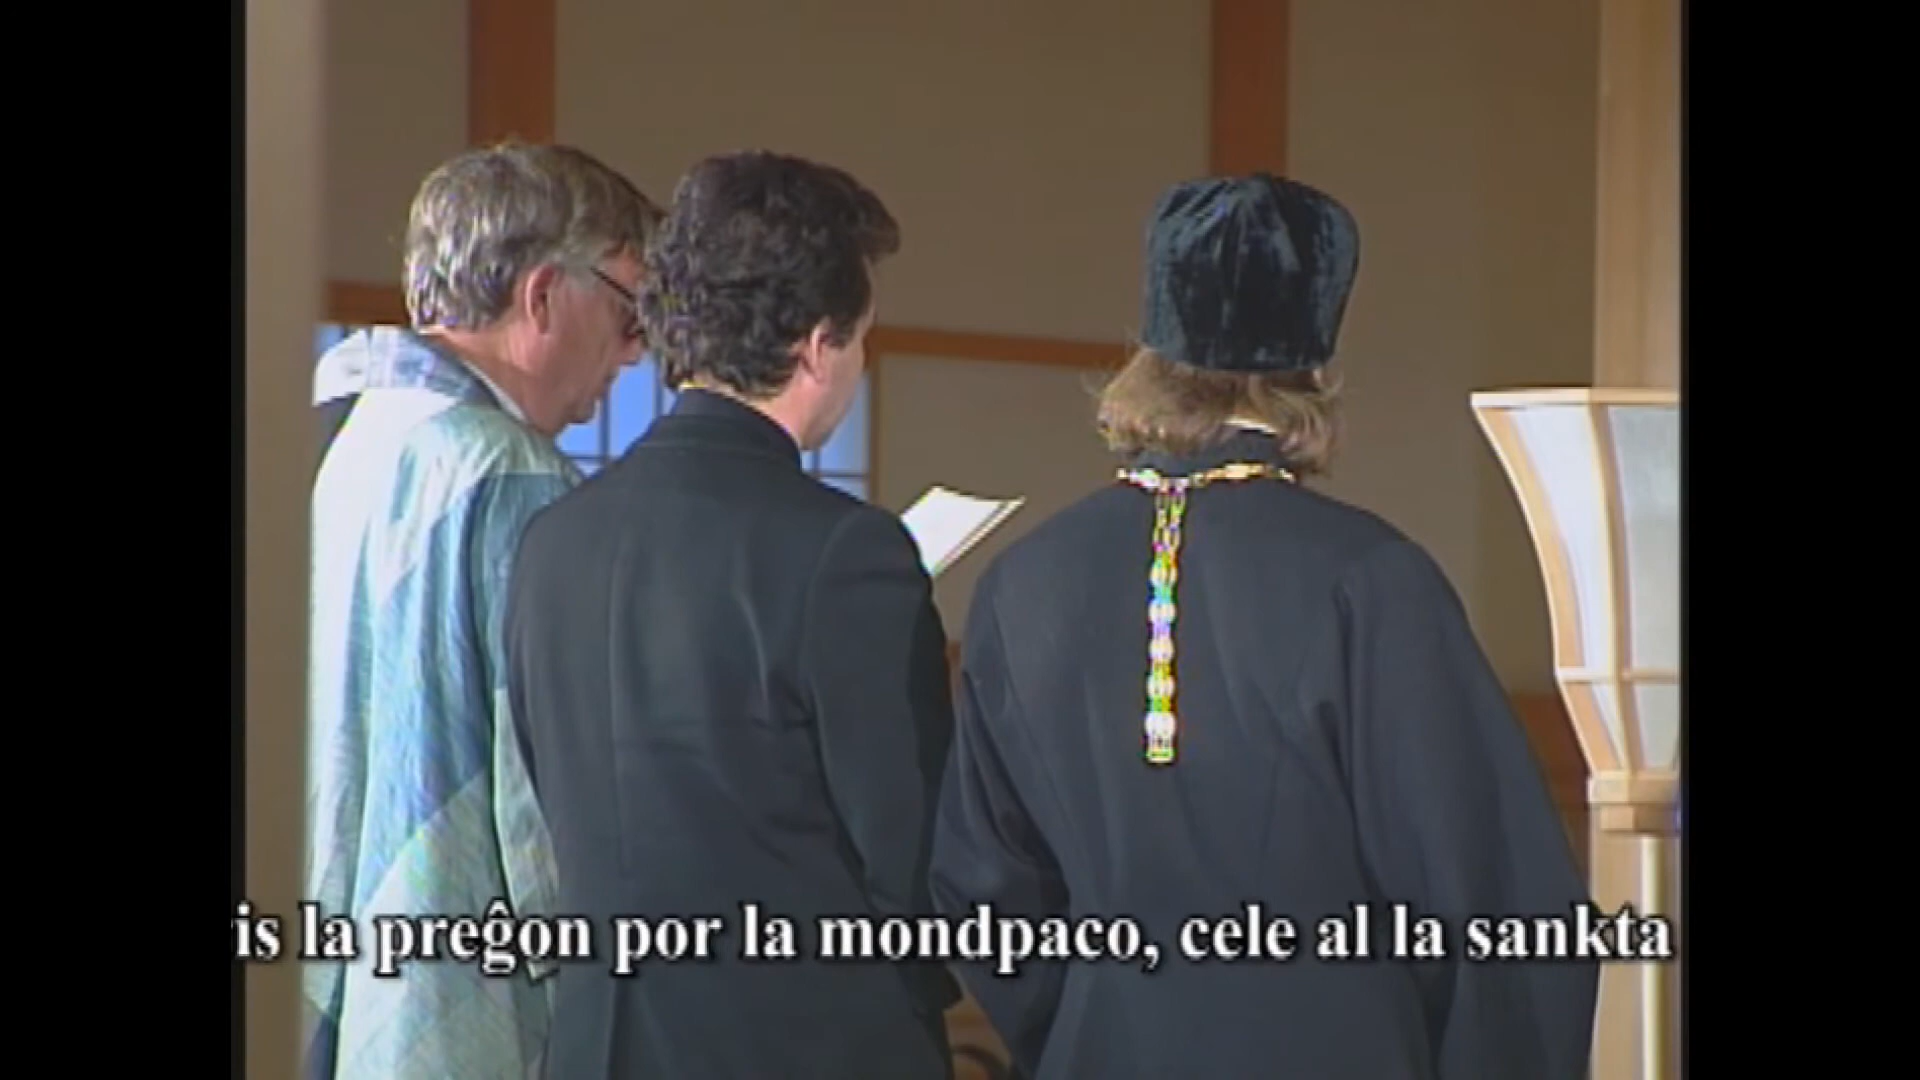 is la preĝon por la mondpaco, cele al la sankta